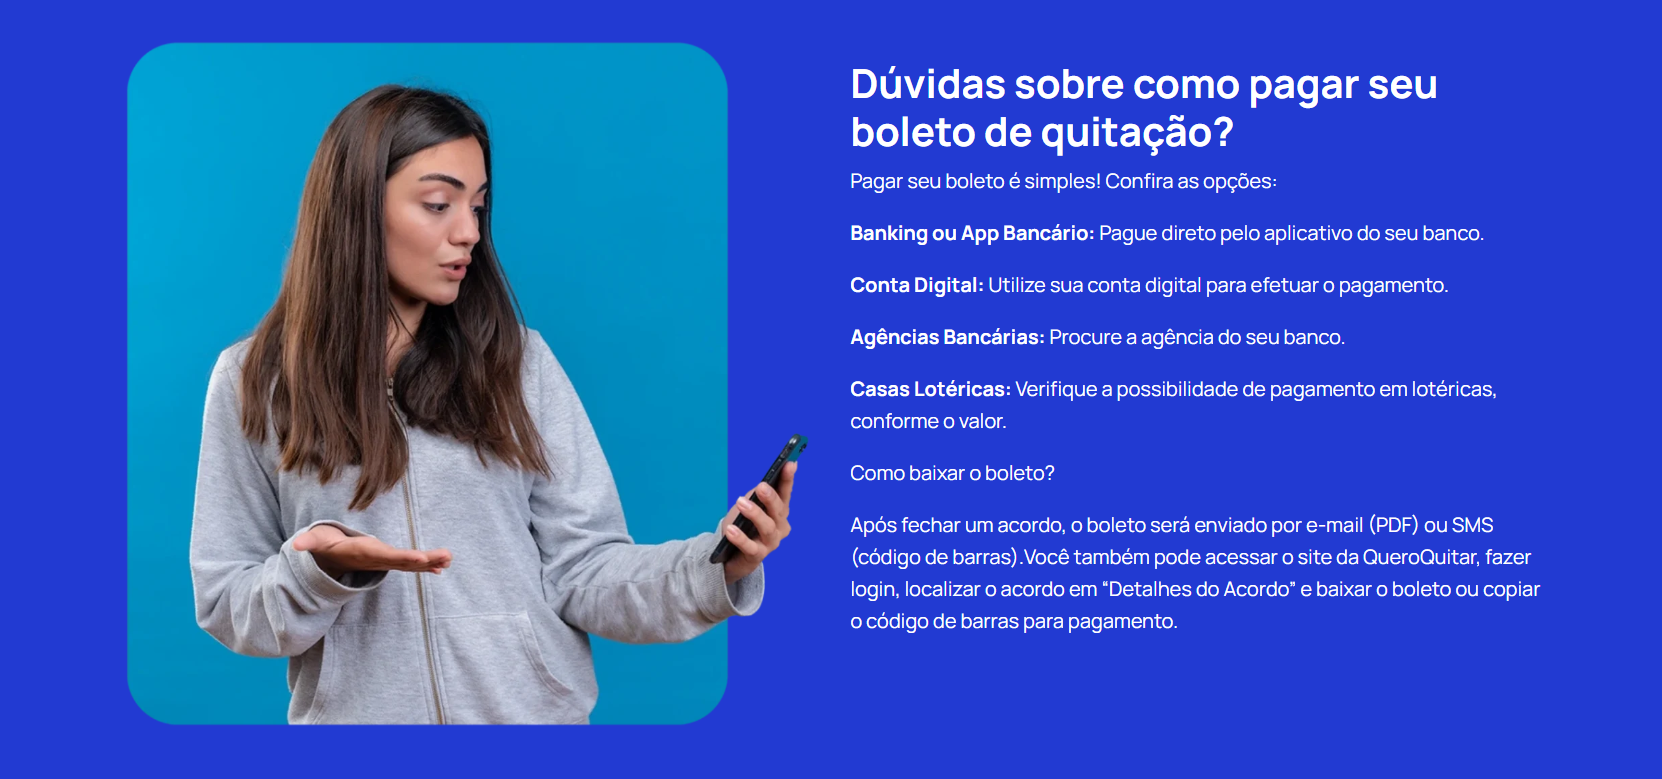 Dúvidas sobre como pagar seu
boleto de quitação?
Pagar seu boleto é simples! Confira as opções:
Banking ou App Bancário: Pague direto pelo aplicativo do seu banco.
Conta Digital: Utilize sua conta digital para efetuar o pagamento.
Agências Bancárias: Procure a agência do seu banco.
Casas Lotéricas: Verifique a possibilidade de pagamento em lotéricas,
conforme o valor.
Como baixar o boleto?
Após fechar um acordo, o boleto será enviado por e-mail (PDF) ou SMS
(código de barras).Você também pode acessar o site da QueroQuitar, fazer
login, localizar o acordo em “Detalhes do Acordo” e baixar o boleto ou copiar
o código de barras para pagamento.